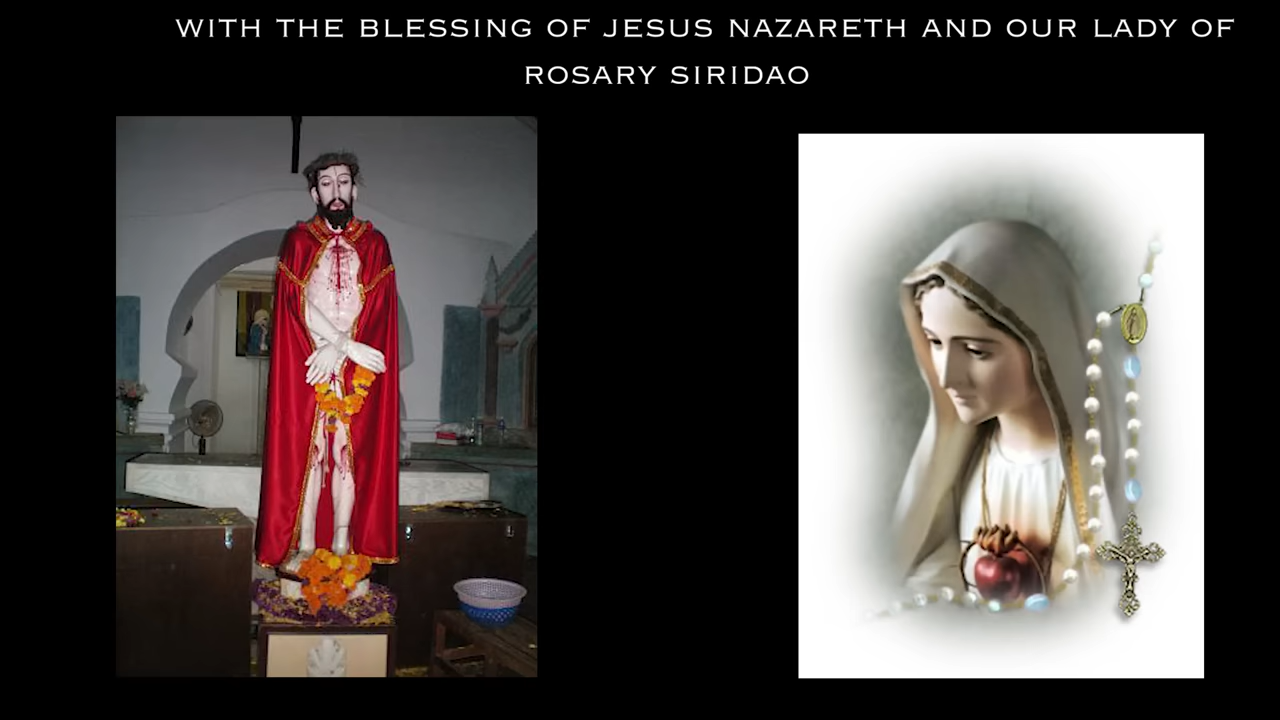 WITH THE BLESSING OF JESUS NAZARETH AND OUR LADY OF
ROSARY SIRIDAO